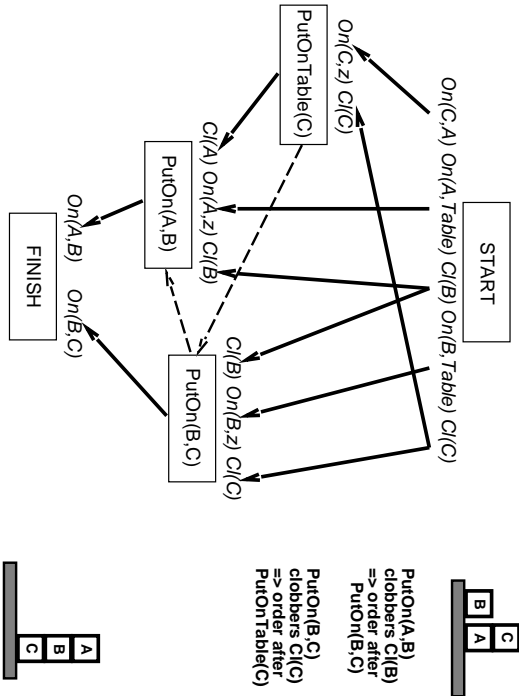 START
On(C,A) On(A,Table) Cl(B) On(B,Table) Cl(C)
On(C,z) Cl(C)
PutOnTable(C)
Cl(A) On(A,z) Cl(B)
PutOn(A,B)
Cl(B) On(B,z) Cl(C)
PutOn(B,C)
On(A,B) On(B,C)
FINISH
PutOn(A,B)
clobbers Cl(B)
=> order after
PutOn(B,C)
PutOn(B,C)
clobbers Cl(C)
=> order after
PutOnTable(C)
C
B A
A
B
C